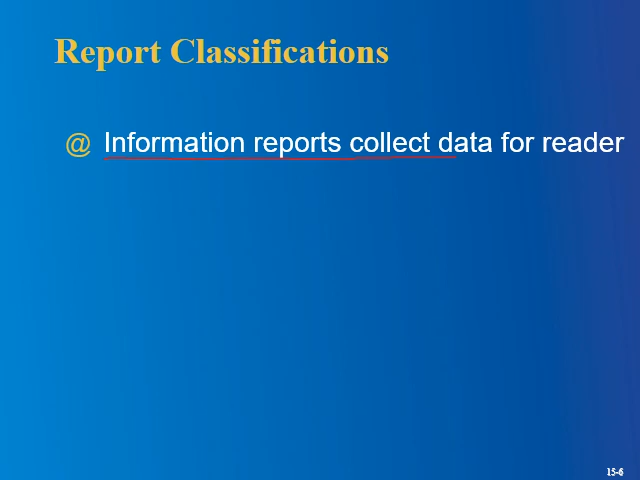 Report Classifications
@ Information reports collect data for reader
15-6